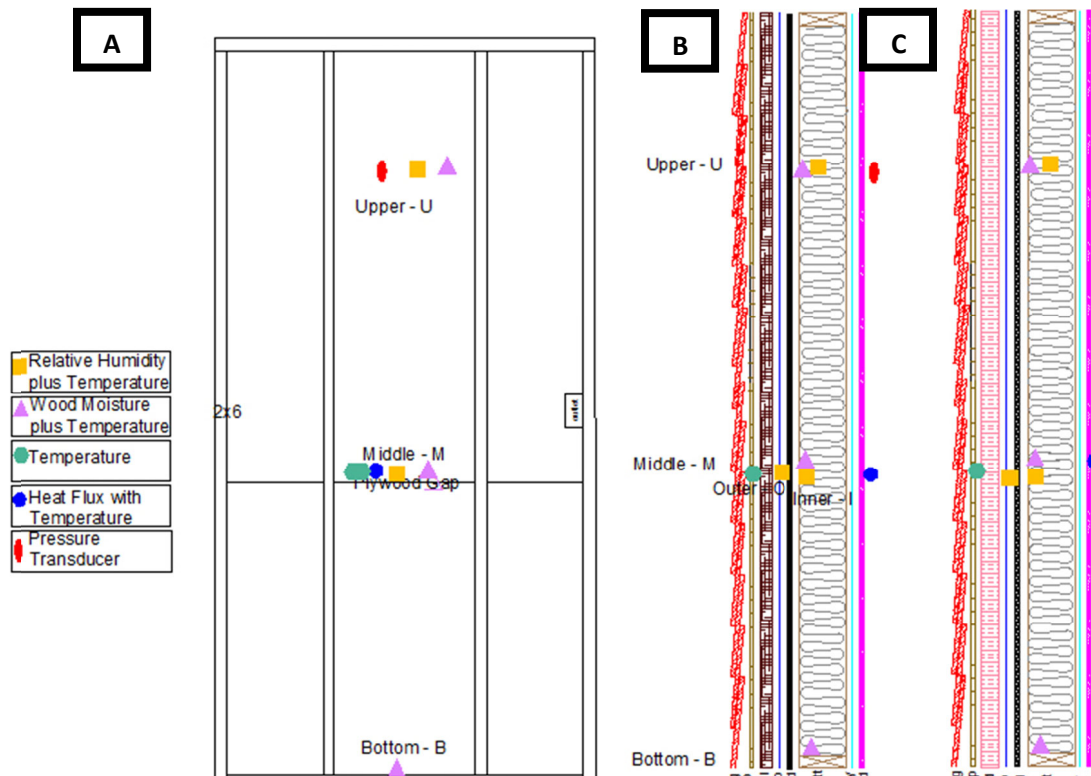 A
B
C
Upper - U
Upper - U
Relative Humidity
plus Temperature
Wood Moisture
plus Temperature
Temperature
Heat Flux with
Temperature
Pressure
Transducer
2x6
outlet
Middle - M
Plywood Gap
Middle - M
Outer - O
Inner - I
Bottom - B
Bottom - B